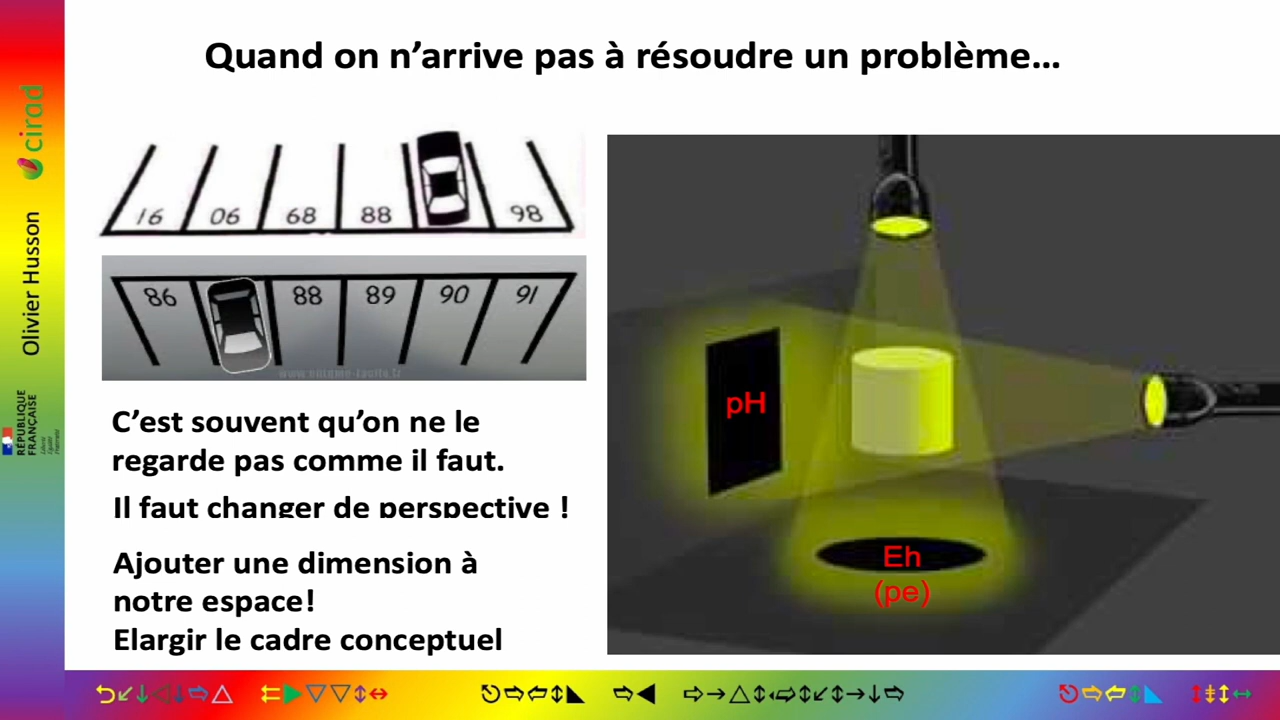 Quand on n’arrive pas à résoudre un problème…
cirad
Olivier Husson
RÉPUBLIQUE
FRANÇAISE
16 06 68 88 98
86 88 89 90 91
C’est souvent qu’on ne le
regarde pas comme il faut.
Il faut changer de perspective !
Ajouter une dimension à
notre espace!
Elargir le cadre conceptuel
pH
Eh
(pe)